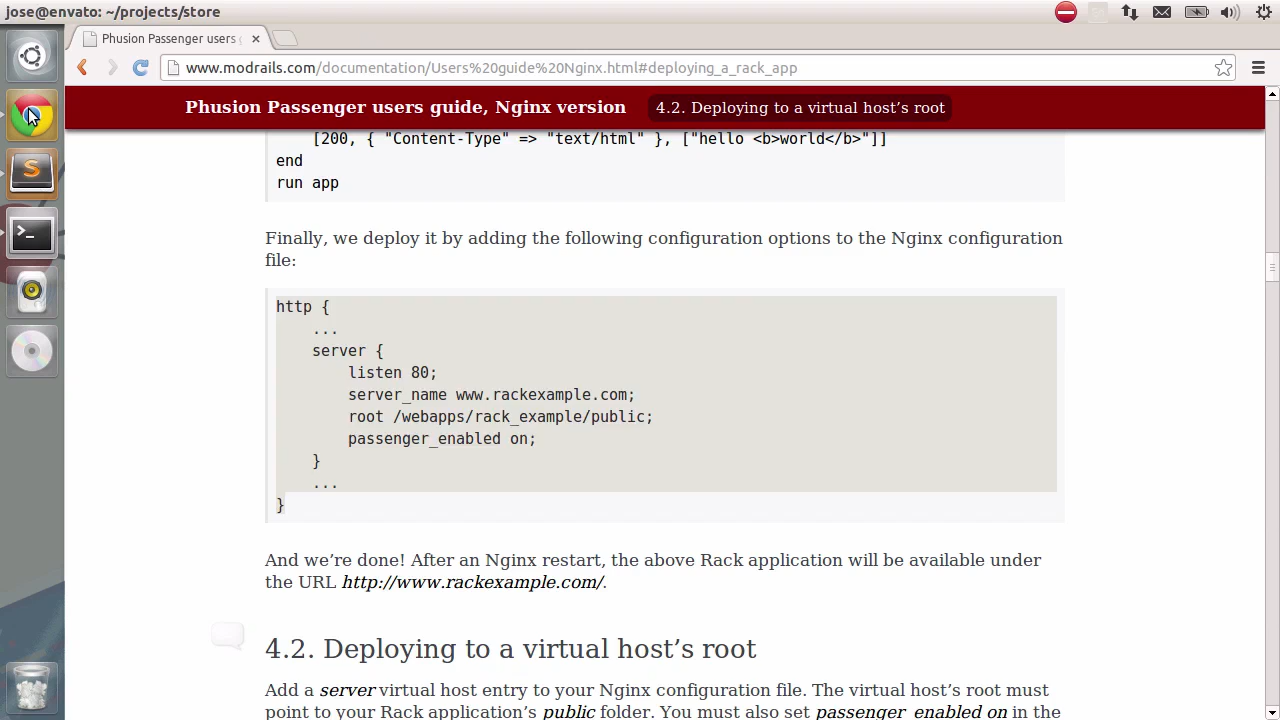 jose@envato: ~/projects/store
Phusion Passenger users
www.modrails.com/documentation/Users%20guide%20Nginx.html#deploying_a_rack_app
Phusion Passenger users guide, Nginx version 4.2. Deploying to a virtual host’s root
[200, { "Content-Type" => "text/html" }, ["hello <b>world</b>"]]
end
run app
Finally, we deploy it by adding the following configuration options to the Nginx configuration
file:
http {
...
server {
listen 80;
server_name www.rackexample.com;
root /webapps/rack_example/public;
passenger_enabled on;
}
...
}
And we’re done! After an Nginx restart, the above Rack application will be available under
the URL http://www.rackexample.com/.
4.2. Deploying to a virtual host’s root
Add a server virtual host entry to your Nginx configuration file. The virtual host’s root must
point to your Rack application’s public folder. You must also set passenger_enabled on in the